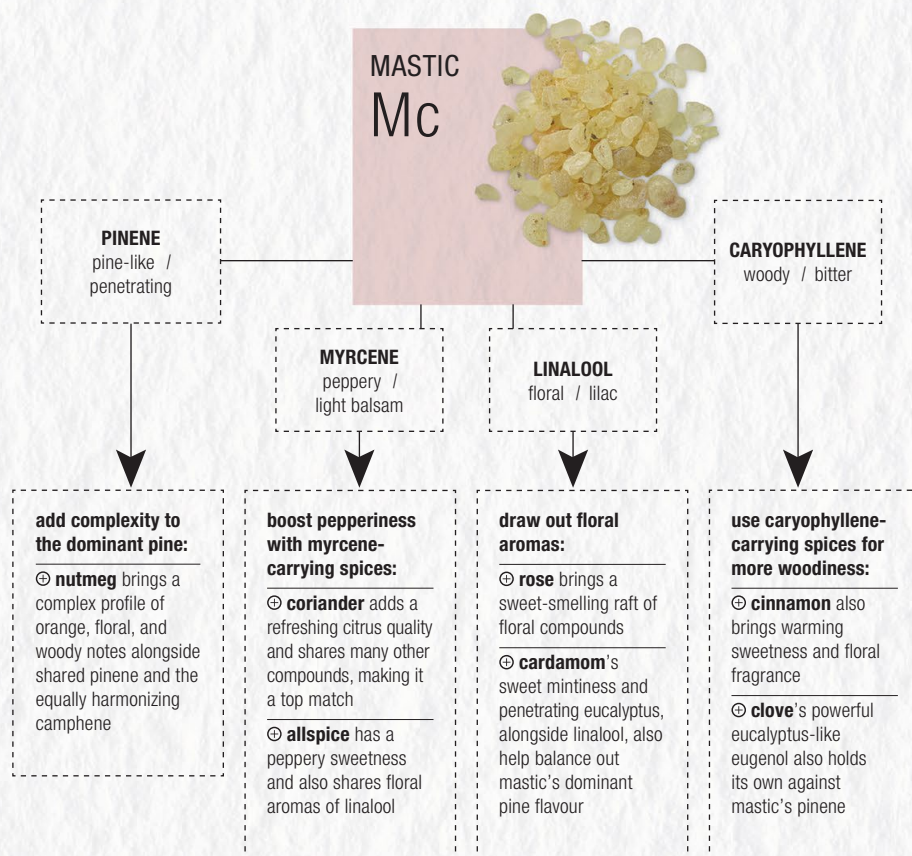 MASTIC
Mc
PINENE
pine-like / 
penetrating
CARYOPHYLLENE
woody / bitter
MYRCENE
peppery /
light balsam
LINALOOL
floral / lilac
add complexity to
the dominant pine:
⊕ nutmeg brings a
complex profile of
orange, floral, and
woody notes alongside
shared pinene and the
equally harmonizing
camphene
boost pepperiness
with myrcene-
carrying spices:
⊕ coriander adds a
refreshing citrus quality
and shares many other
compounds, making it
a top match
⊕ allspice has a
peppery sweetness
and also shares floral
aromas of linalool
draw out floral
aromas:
⊕ rose brings a
sweet-smelling raft of
floral compounds
⊕ cardamom's
sweet mintiness and
penetrating eucalyptus,
alongside linalool, also
help balance out
mastic's dominant
pine flavour
use caryophyllene-
carrying spices for
more woodiness:
⊕ cinnamon also
brings warming
sweetness and floral
fragrance
⊕ clove's powerful
eucalyptus-like
eugenol also holds
its own against
mastic's pinene